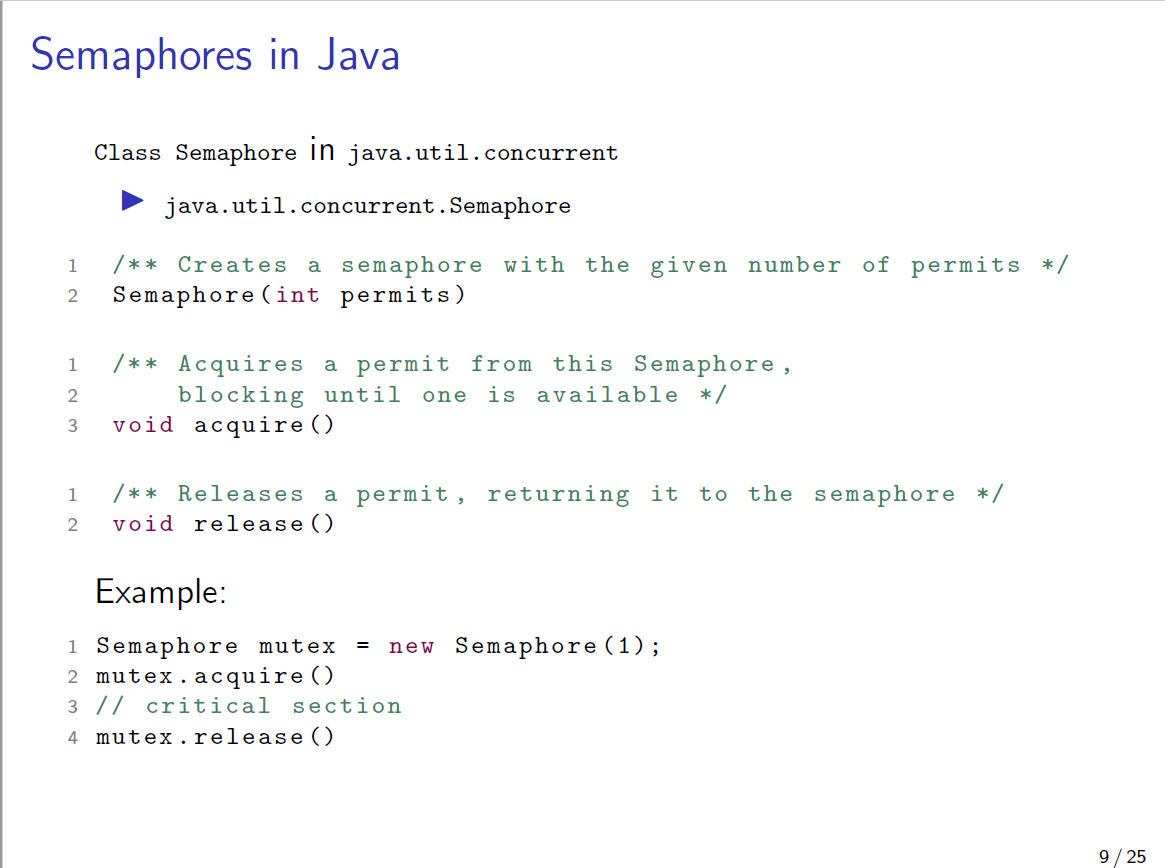 Semaphores in Java
Class Semaphore in java.util.concurrent
▶ java.util.concurrent.Semaphore
1 /** Creates a semaphore with the given number of permits */
2 Semaphore(int permits)
1 /** Acquires a permit from this Semaphore,
2 blocking until one is available */
3 void acquire()
1 /** Releases a permit, returning it to the semaphore */
2 void release()
Example:
1 Semaphore mutex = new Semaphore(1);
2 mutex.acquire()
3 // critical section
4 mutex.release()
9 / 25